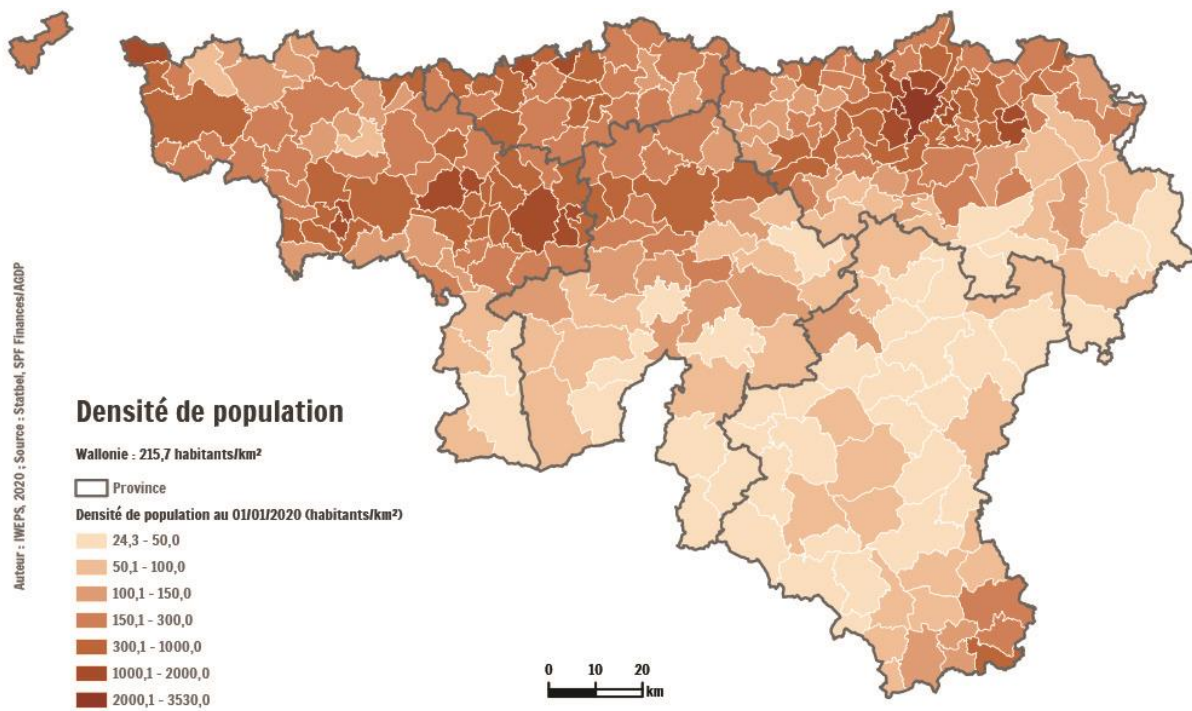 Densité de population
Wallonie : 215,7 habitants/km²
Province
Densité de population au 01/01/2020 (habitants/km²)
24,3 - 50,0
50,1 - 100,0
100,1 - 150,0
150,1 - 300,0
300,1 - 1000,0
1000,1 - 2000,0
2000,1 - 3530,0
0 10 20
km
Auteur : IWEPS, 2020 ; Source : Statbel, SPF Finances/AGDP